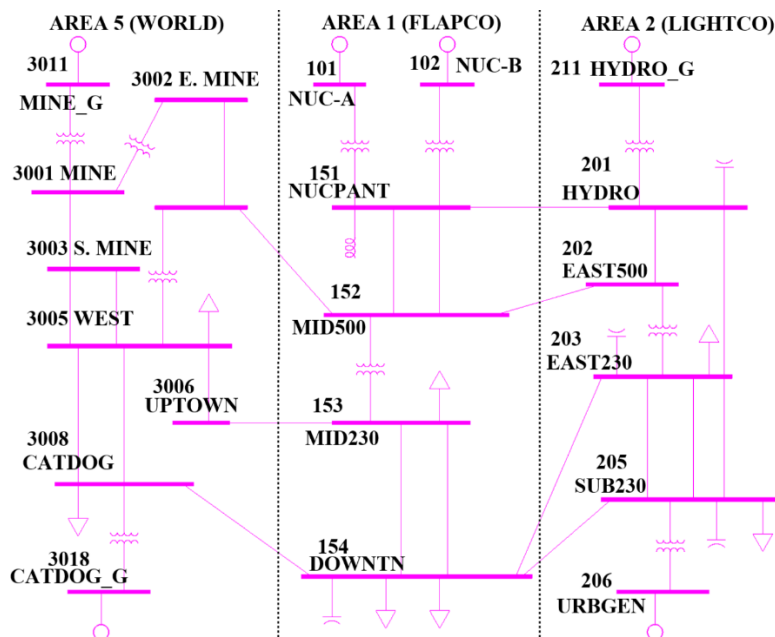 AREA 5 (WORLD)
AREA 1 (FLAPCO)
AREA 2 (LIGHTCO)
3011
MINE_G
3002 E. MINE
3001 MINE
3003 S. MINE
3005 WEST
3006
UPTOWN
3008
CATDOG
3018
CATDOG_G
101
NUC-A
102
NUC-B
151
NUCPANT
152
MID500
153
MID230
154
DOWNTN
211
HYDRO_G
201
HYDRO
202
EAST500
203
EAST230
205
SUB230
206
URBGEN